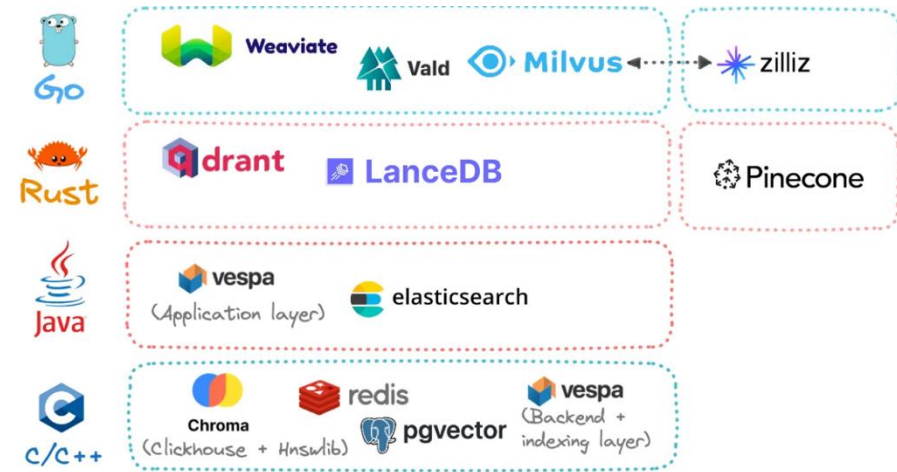 Go
Weaviate
Vald
Milvus
zilliz
Rust
qdrant
LanceDB
Pinecone
Java
vespa
(Application layer)
elasticsearch
C
C/C++
Chroma
(Clickhouse + Hnswlib)
redis
pgvector
vespa
(Backend +
indexing layer)